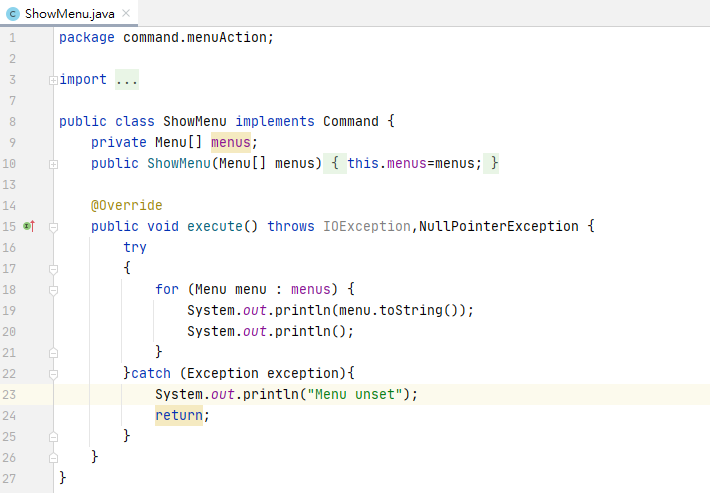 ShowMenu.java
1 package command.menuAction;
2
3 import ...
7
8 public class ShowMenu implements Command {
9     private Menu[] menus;
10     public ShowMenu(Menu[] menus) { this.menus=menus; }
13
14     @Override
15     public void execute() throws IOException,NullPointerException {
16         try
17         {
18             for (Menu menu : menus) {
19                 System.out.println(menu.toString());
20                 System.out.println();
21             }
22         }catch (Exception exception){
23             System.out.println("Menu unset");
24             return;
25         }
26     }
27 }